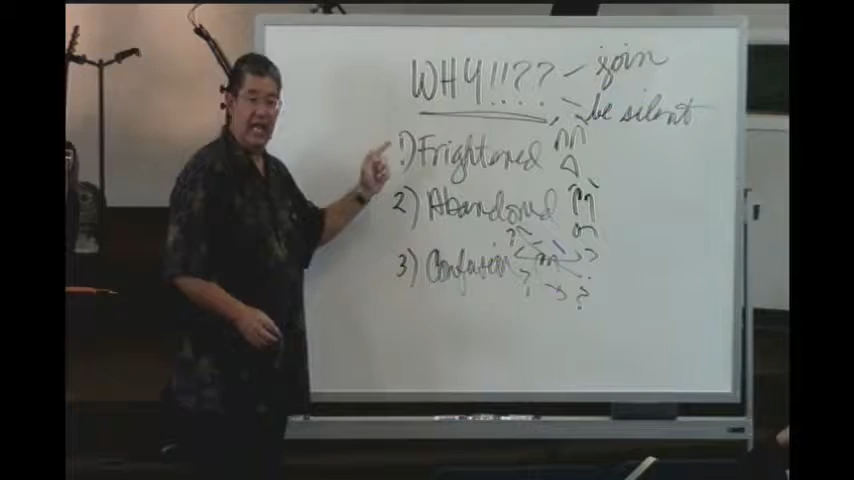 WHY!!?? - join
be silent
1) Frightened
2) Abandoned
3) Confusion ?
?
?